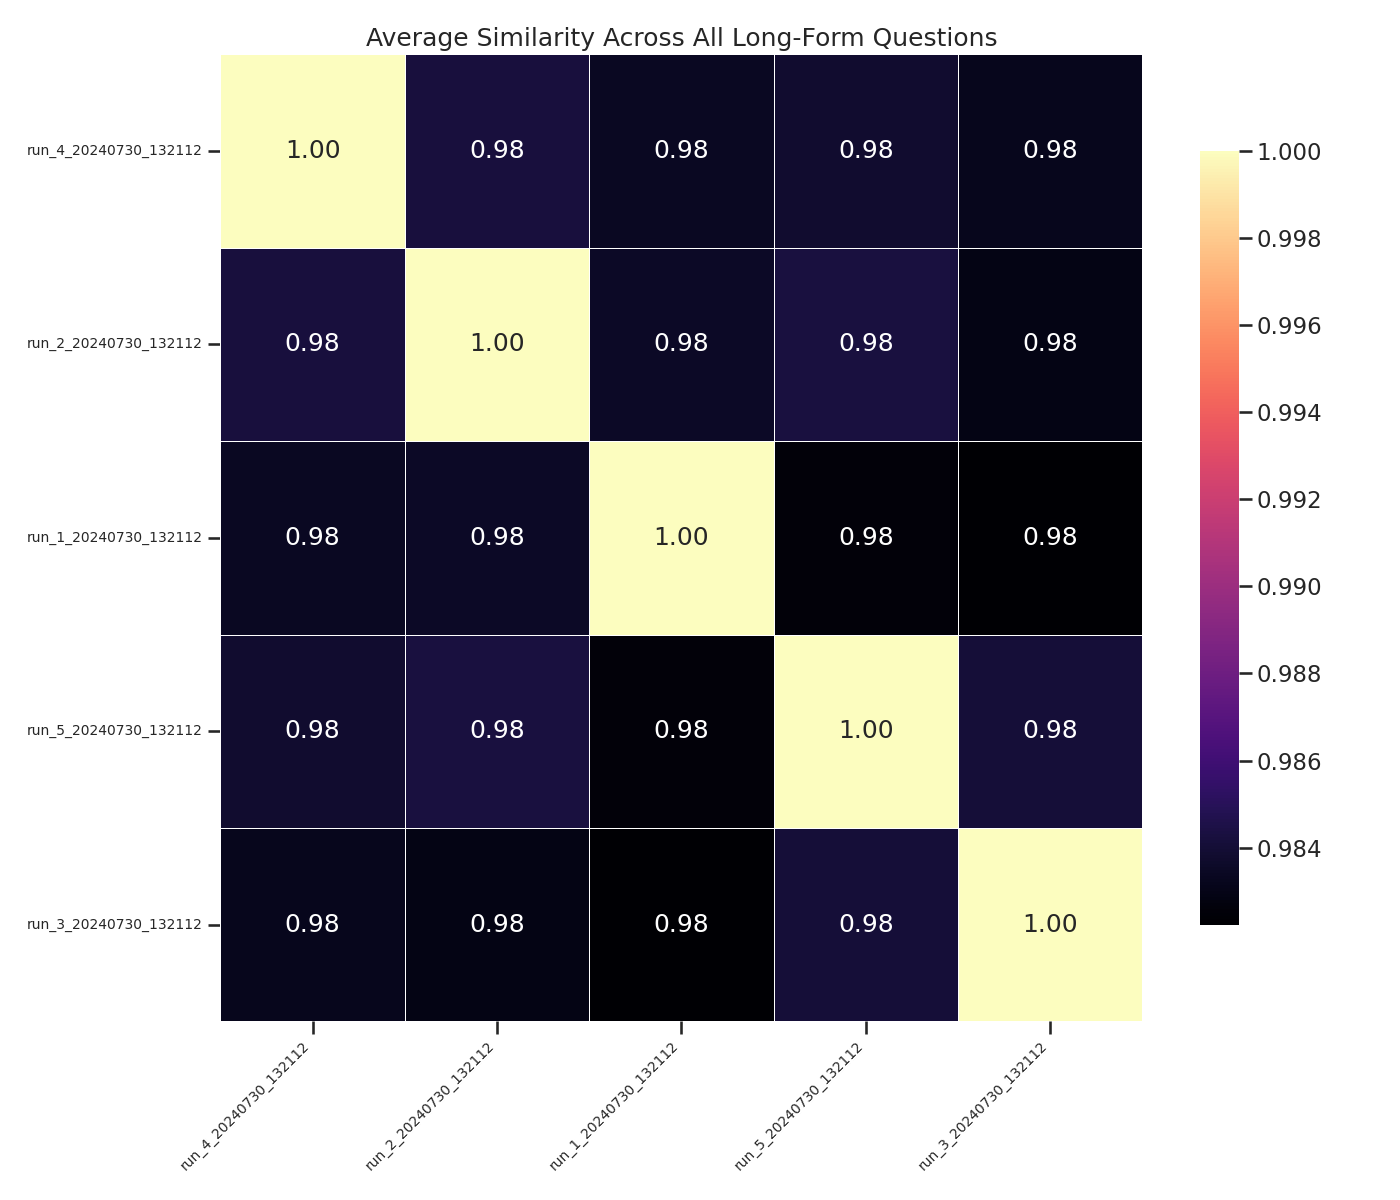 Average Similarity Across All Long-Form Questions
run_4_20240730_132112 1.00 0.98 0.98 0.98 0.98
run_2_20240730_132112 0.98 1.00 0.98 0.98 0.98
run_1_20240730_132112 0.98 0.98 1.00 0.98 0.98
run_5_20240730_132112 0.98 0.98 0.98 1.00 0.98
run_3_20240730_132112 0.98 0.98 0.98 0.98 1.00
run_4_20240730_132112
run_2_20240730_132112
run_1_20240730_132112
run_5_20240730_132112
run_3_20240730_132112
1.000
0.998
0.996
0.994
0.992
0.990
0.988
0.986
0.984